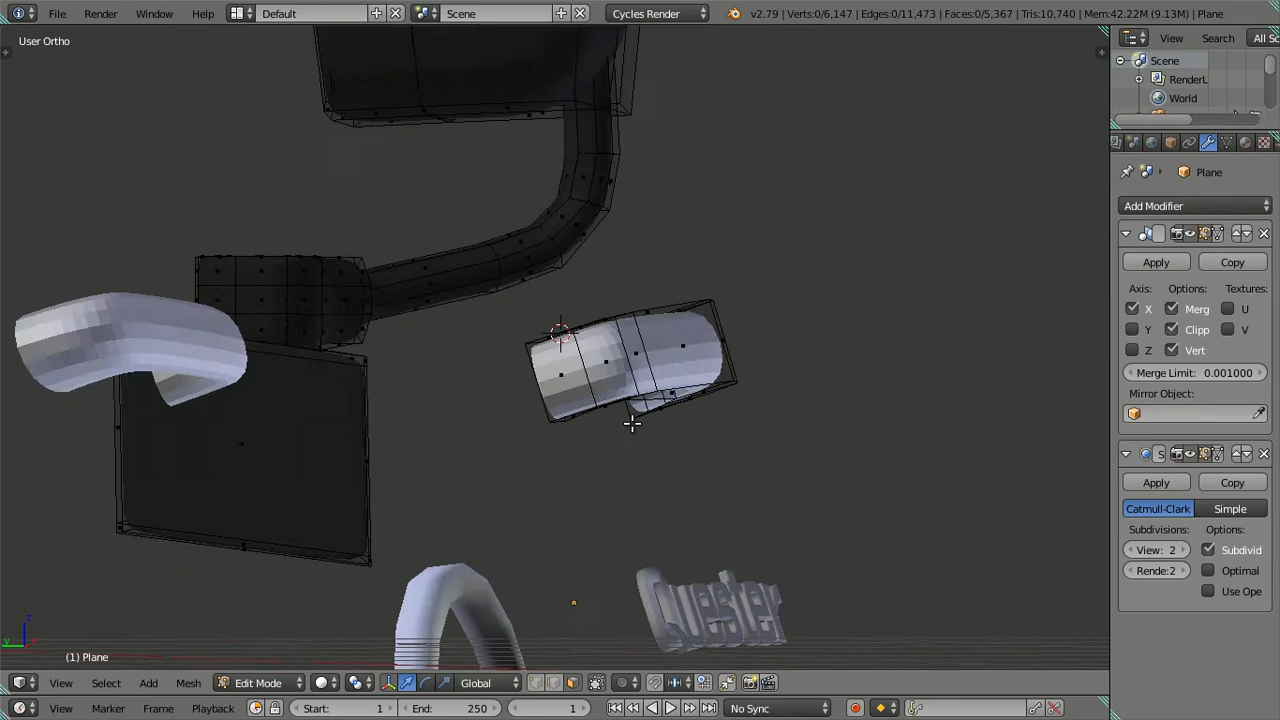 File Render Window Help Default Scene Cycles Render v2.79 | Verts:0/6,147 | Edges:0/11,473 | Faces:0/5,367 | Tris:10,740 | Mem:42.22M (9.13M) | Plane
User Ortho
View Search All Sc
Scene
RenderL
World
Plane
Add Modifier
Apply Copy
Axis: Options: Textures:
X Merg U
Y Clipp V
Z Vert
Merge Limit: 0.001000
Mirror Object:
S
Apply Copy
Catmull-Clark Simple
Subdivisions: Options:
View: 2 Subdivid
Rende:2 Optimal
Use Ope
Quester
z
y x
(1) Plane
View Select Add Mesh Edit Mode Global
View Marker Frame Playback Start: 1 End: 250 1 No Sync